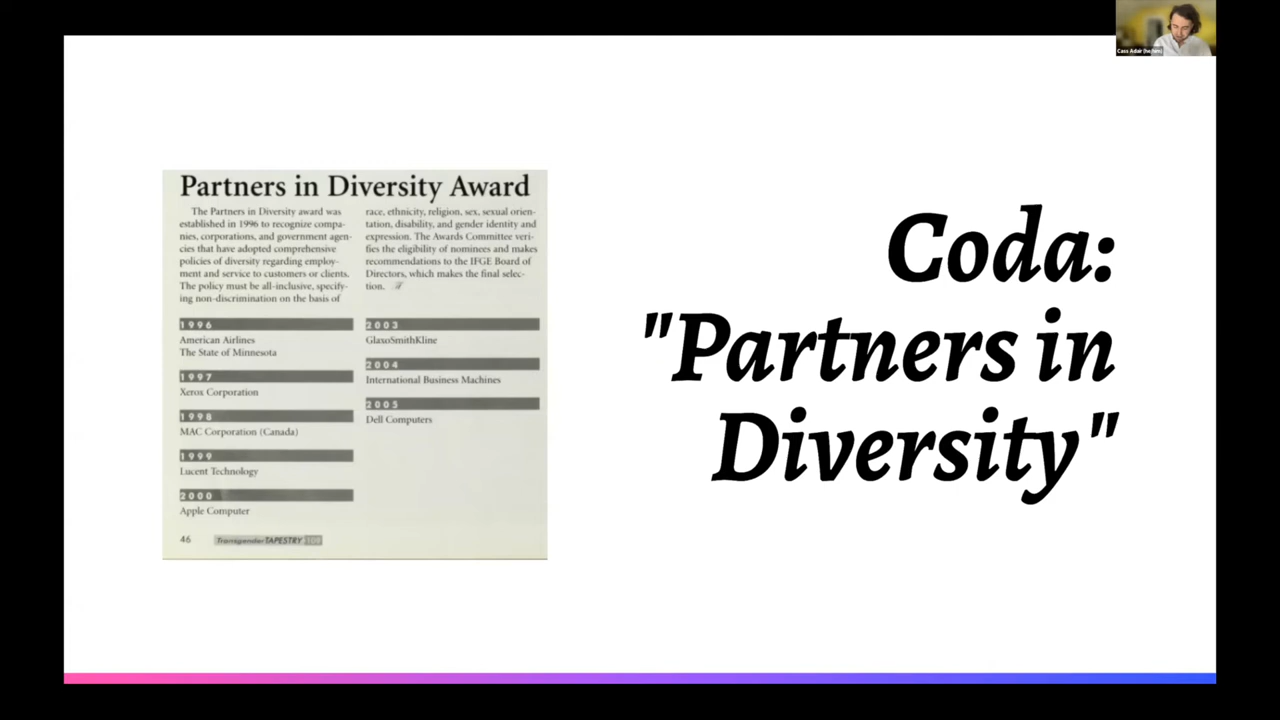 Cass Adair (he/him)
Partners in Diversity Award
The Partners in Diversity award was
established in 1996 to recognize compa-
nies, corporations, and government agen-
cies that have adopted comprehensive
policies of diversity regarding employ-
ment and service to customers or clients.
The policy must be all-inclusive, specify-
ing non-discrimination on the basis of
race, ethnicity, religion, sex, sexual orien-
tation, disability, and gender identity and
expression. The Awards Committee veri-
fies the eligibility of nominees and makes
recommendations to the IFGE Board of
Directors, which makes the final selec-
tion.
1996
American Airlines
The State of Minnesota
1997
Xerox Corporation
1998
MAC Corporation (Canada)
1999
Lucent Technology
2000
Apple Computer
2003
GlaxoSmithKline
2004
International Business Machines
2005
Dell Computers
46
TransgenderTAPESTRY
Coda:
"Partners in
Diversity"